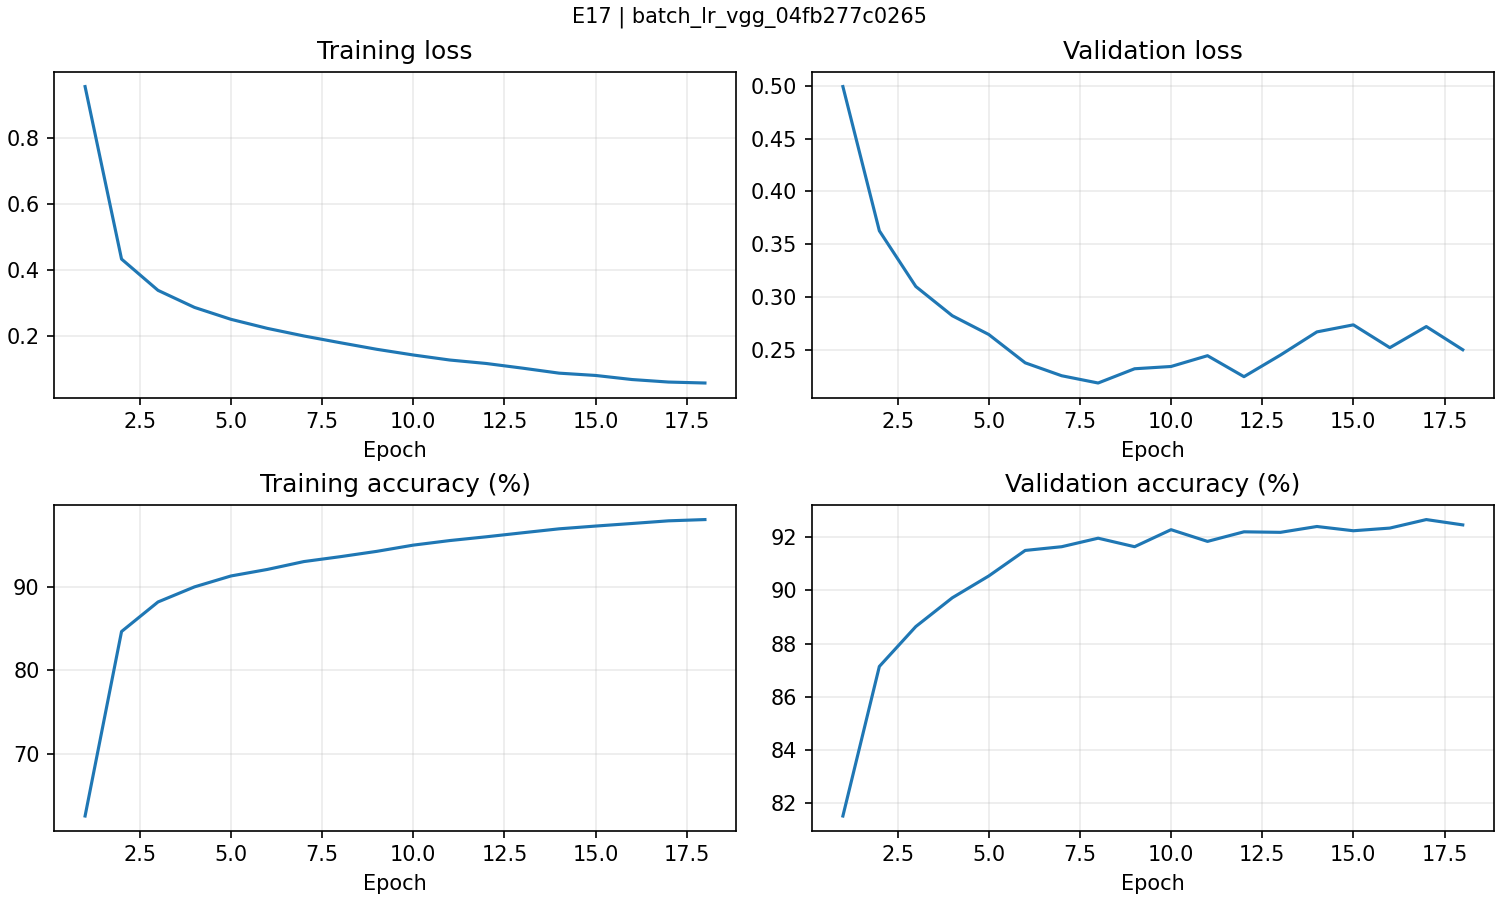 E17 | batch_lr_vgg_04fb277c0265
Training loss
0.8
0.6
0.4
0.2
2.5 5.0 7.5 10.0 12.5 15.0 17.5
Epoch
Validation loss
0.50
0.45
0.40
0.35
0.30
0.25
2.5 5.0 7.5 10.0 12.5 15.0 17.5
Epoch
Training accuracy (%)
90
80
70
2.5 5.0 7.5 10.0 12.5 15.0 17.5
Epoch
Validation accuracy (%)
92
90
88
86
84
82
2.5 5.0 7.5 10.0 12.5 15.0 17.5
Epoch